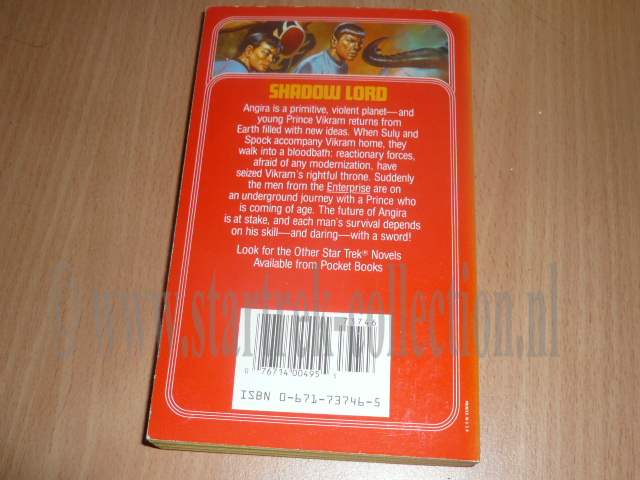 SHADOW LORD
Angira is a primitive, violent planet—and
young Prince Vikram returns from
Earth filled with new ideas. When Sulu and
Spock accompany Vikram home, they
walk into a bloodbath: reactionary forces,
afraid of any modernization, have
seized Vikram's rightful throne. Suddenly
the men from the Enterprise are on
an underground journey with a Prince who
is coming of age. The future of Angira
is at stake, and each man's survival depends
on his skill—and daring—with a sword!
Look for the Other Star Trek® Novels
Available from Pocket Books
www.startrek-collection.nl
73746
0 76714 00495
ISBN 0-671-73746-5